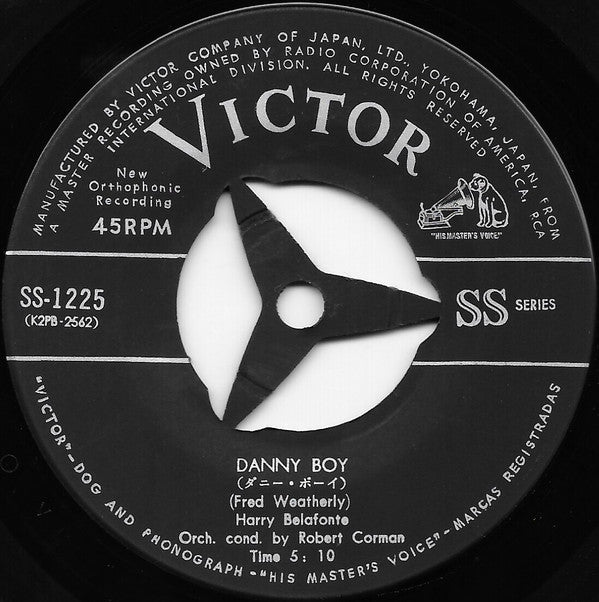 MANUFACTURED BY VICTOR COMPANY OF JAPAN, LTD., YOKOHAMA, JAPAN, FROM
A MASTER RECORDING OWNED BY RADIO CORPORATION OF AMERICA, RCA
INTERNATIONAL DIVISION. ALL RIGHTS RESERVED
VICTOR
New
Orthophonic
Recording
45RPM
"HIS MASTER'S VOICE"
SS-1225
(K2PB-2562)
SS SERIES
DANNY BOY
(ダニー・ボーイ)
(Fred Weatherly)
Harry Belafonte
Orch. cond. by Robert Corman
Time 5:10
"VICTOR"-DOG AND PHONOGRAPH-"HIS MASTER'S VOICE"-MARCAS REGISTRADAS